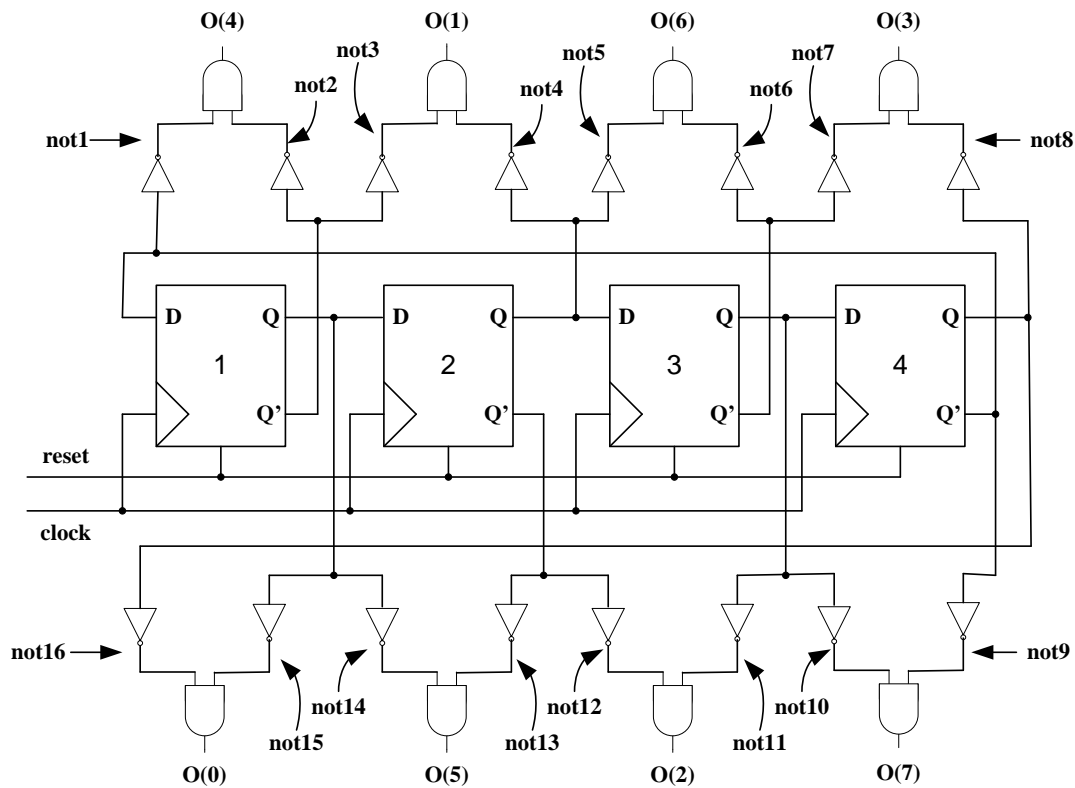 O(4) O(1) O(6) O(3)
not3 not5 not7
not2 not4 not6
not1 not8
D Q D Q D Q D Q
1 2 3 4
Q’ Q’ Q’ Q’
reset
clock
not16 not9
not14 not12 not10
not15 not13 not11
O(0) O(5) O(2) O(7)